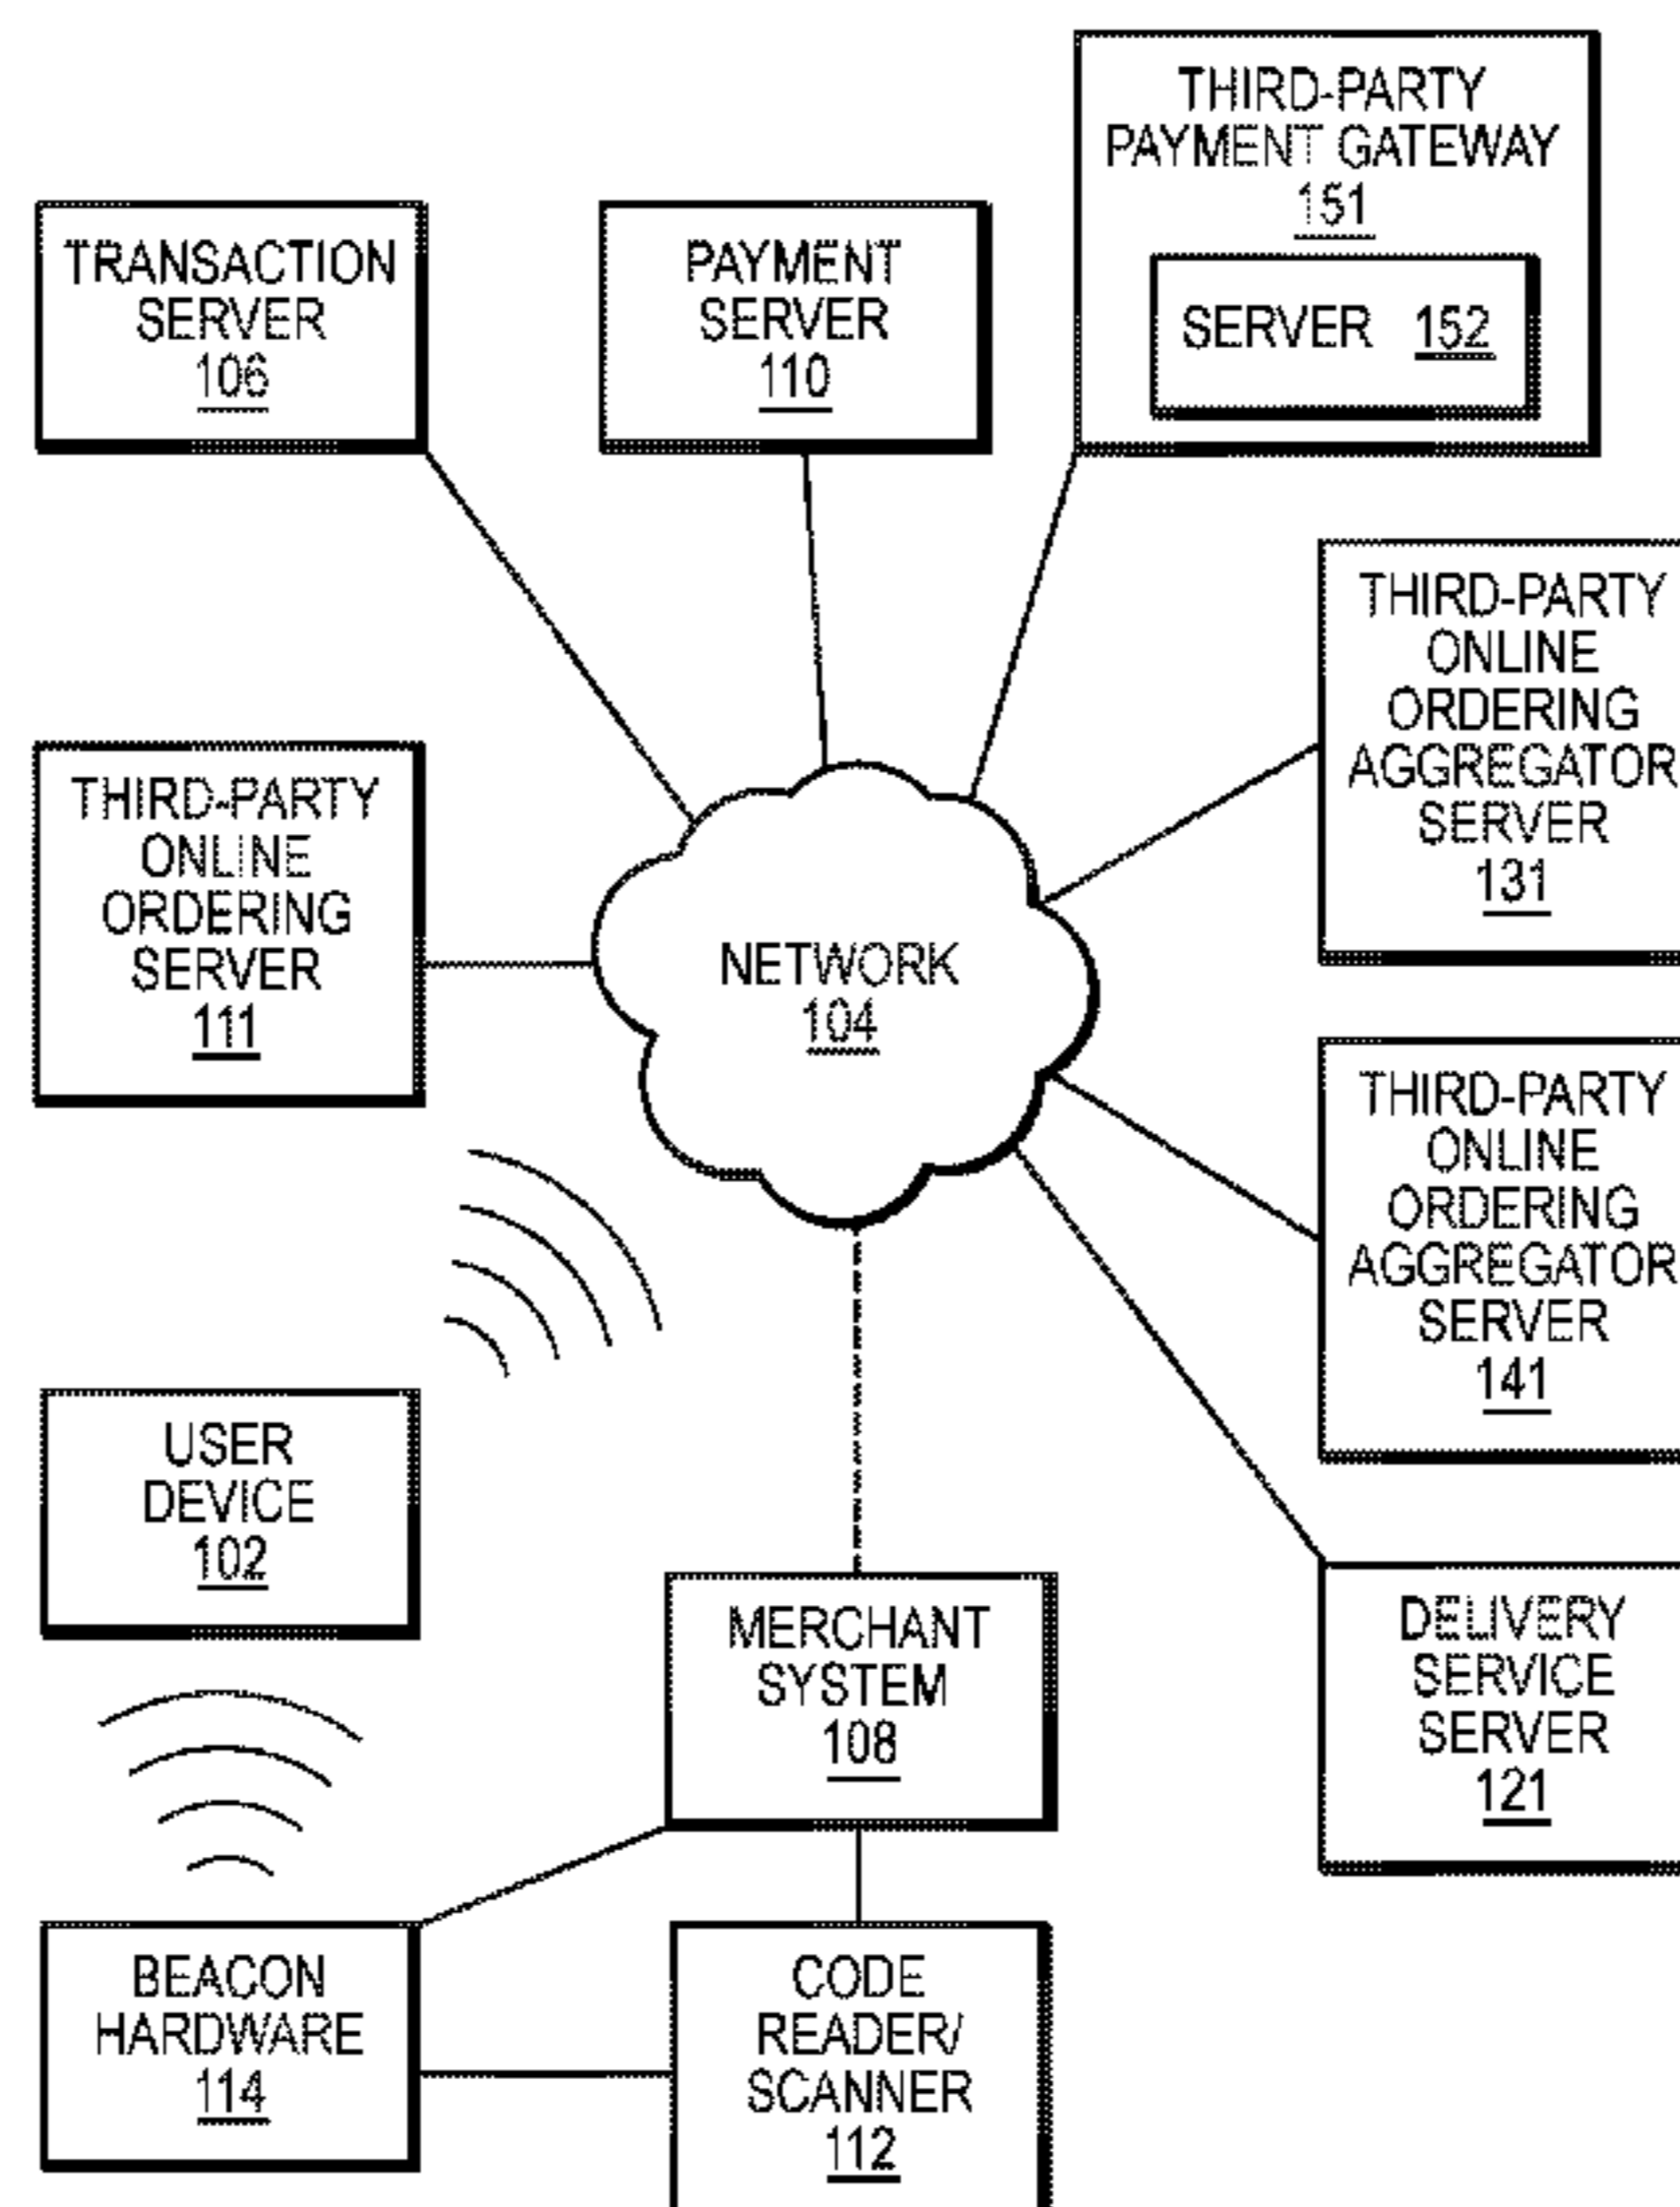 THIRD-PARTY
PAYMENT GATEWAY
151
SERVER 152
TRANSACTION
SERVER
106
PAYMENT
SERVER
110
THIRD-PARTY
ONLINE
ORDERING
AGGREGATOR
SERVER
131
THIRD-PARTY
ONLINE
ORDERING
SERVER
111
NETWORK
104
THIRD-PARTY
ONLINE
ORDERING
AGGREGATOR
SERVER
141
USER
DEVICE
102
MERCHANT
SYSTEM
108
DELIVERY
SERVICE
SERVER
121
BEACON
HARDWARE
114
CODE
READER/
SCANNER
112